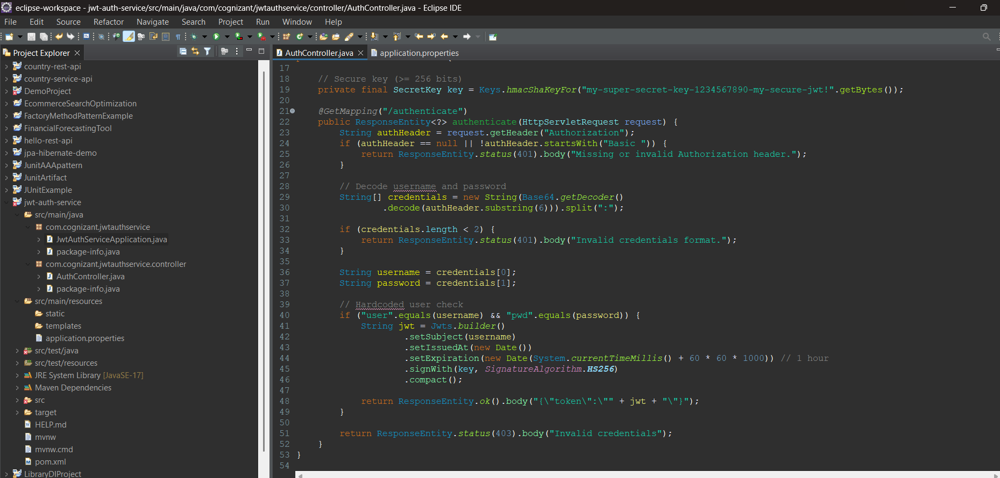 eclipse-workspace - jwt-auth-service/src/main/java/com/cognizant/jwtauthservice/controller/AuthController.java - Eclipse IDE
File Edit Source Refactor Navigate Search Project Run Window Help
Project Explorer
country-rest-api
country-service-api
DemoProject
EcommerceSearchOptimization
FactoryMethodPatternExample
FinancialForecastingTool
hello-rest-api
jpa-hibernate-demo
JunitAAApattern
JunitArtifact
JUnitExample
jwt-auth-service
src/main/java
com.cognizant.jwtauthservice
JwtAuthServiceApplication.java
package-info.java
com.cognizant.jwtauthservice.controller
AuthController.java
package-info.java
src/main/resources
static
templates
application.properties
src/test/java
src/test/resources
JRE System Library [JavaSE-17]
Maven Dependencies
src
target
HELP.md
mvnw
mvnw.cmd
pom.xml
LibraryDIProject
AuthController.java application.properties
17
18 // Secure key (>= 256 bits)
19 private final SecretKey key = Keys.hmacShaKeyFor("my-super-secret-key-1234567890-my-secure-jwt!".getBytes());
20
21 @GetMapping("/authenticate")
22 public ResponseEntity<?> authenticate(HttpServletRequest request) {
23 String authHeader = request.getHeader("Authorization");
24 if (authHeader == null || !authHeader.startsWith("Basic ")) {
25 return ResponseEntity.status(401).body("Missing or invalid Authorization header.");
26 }
27
28 // Decode username and password
29 String[] credentials = new String(Base64.getDecoder()
30 .decode(authHeader.substring(6))).split(":");
31
32 if (credentials.length < 2) {
33 return ResponseEntity.status(401).body("Invalid credentials format.");
34 }
35
36 String username = credentials[0];
37 String password = credentials[1];
38
39 // Hardcoded user check
40 if ("user".equals(username) && "pwd".equals(password)) {
41 String jwt = Jwts.builder()
42 .setSubject(username)
43 .setIssuedAt(new Date())
44 .setExpiration(new Date(System.currentTimeMillis() + 60 * 60 * 1000)) // 1 hour
45 .signWith(key, SignatureAlgorithm.HS256)
46 .compact();
47
48 return ResponseEntity.ok().body("{\"token\":\"" + jwt + "\"}");
49 }
50
51 return ResponseEntity.status(403).body("Invalid credentials");
52 }
53 }
54